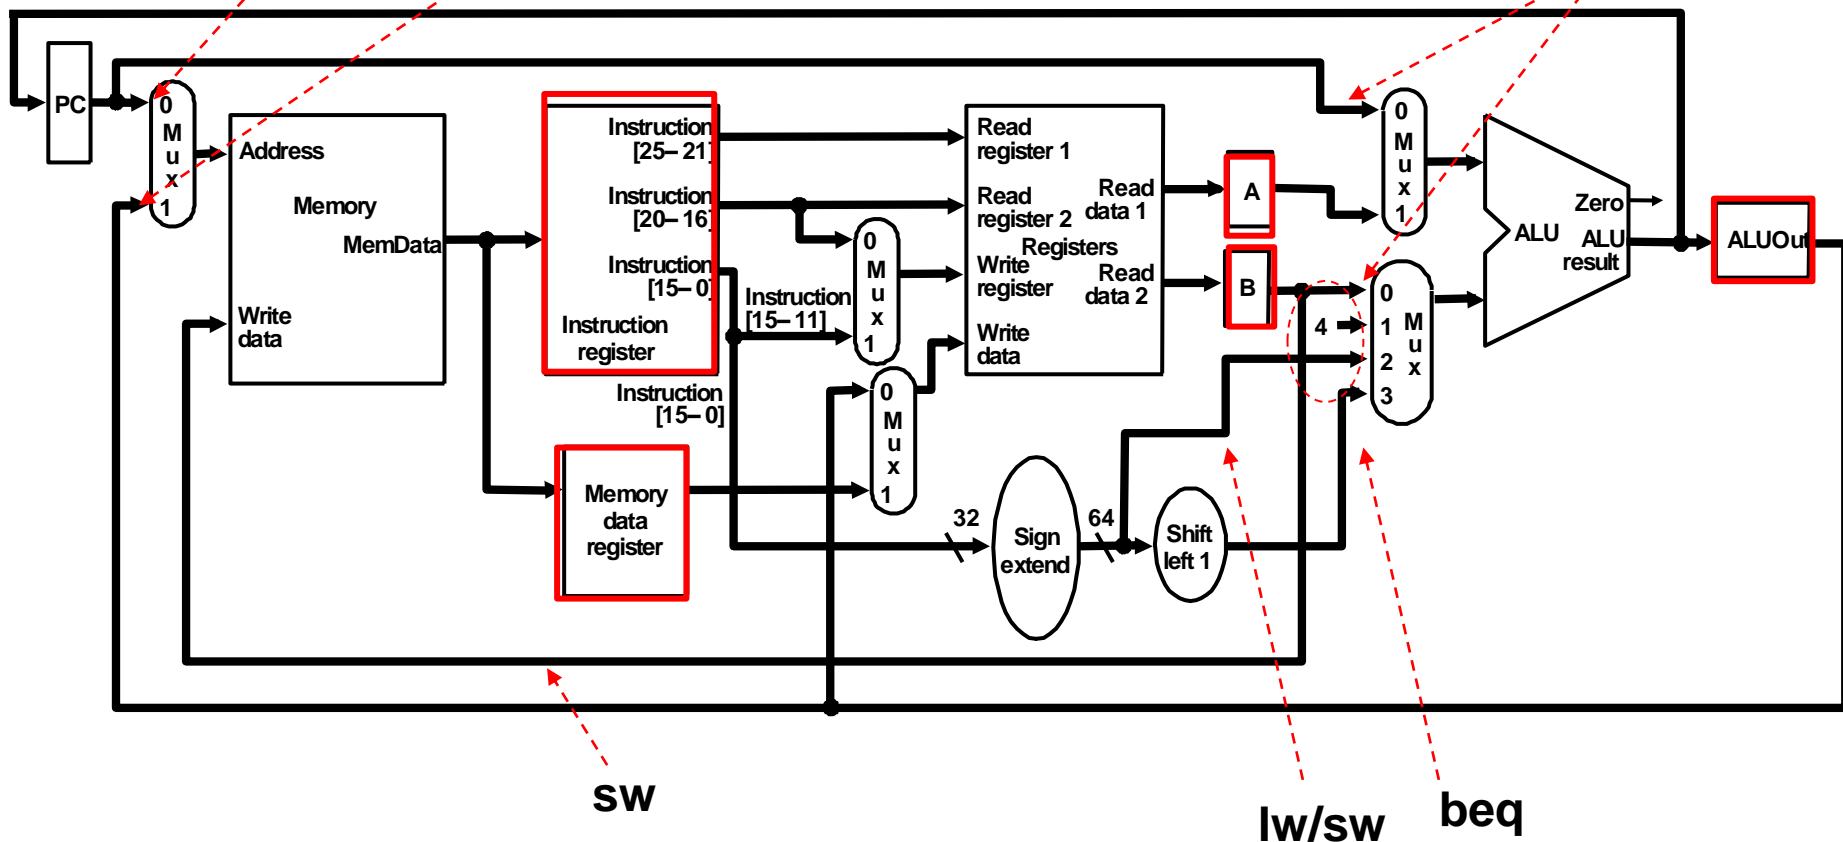 PC
0
M
u
x
1
Address
Memory
MemData
Write
data
Instruction
[25–21]
Instruction
[20–16]
Instruction
[15–0]
Instruction
register
Instruction
[15–11]
Instruction
[15–0]
Memory
data
register
0
M
u
x
1
0
M
u
x
1
Read
register 1
Read
register 2
Registers
Write
register
Write
data
Read
data 1
Read
data 2
32
Sign
extend
64
Shift
left 1
A
B
4
0
M
u
x
1
0
1
2
3
M
u
x
Zero
ALU
ALU
result
ALUOut
sw
lw/sw
beq